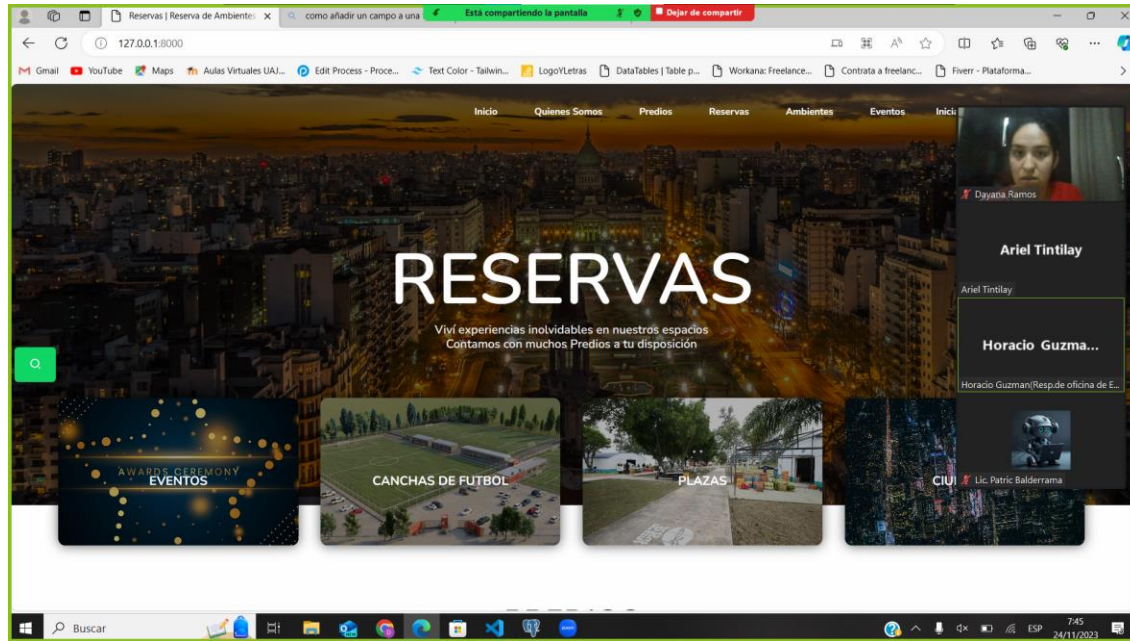 Reservas | Reserva de Ambientes
como añadir un campo a una
Está compartiendo la pantalla
Dejar de compartir
127.0.0.1:8000
Gmail
YouTube
Maps
Aulas Virtuales UAJ...
Edit Process - Proce...
Text Color - Tailwin...
LogoYLetras
DataTables | Table p...
Workana: Freelance...
Contrata a freelanc...
Fiverr - Plataforma...
Inicio
Quienes Somos
Predios
Reservas
Ambientes
Eventos
Inicia
Dayana Ramos
Ariel Tintilay
Ariel Tintilay
Horacio Guzma...
Horacio Guzman(Resp.de oficina de E...
Lic. Patric Balderrama
RESERVAS
Viví experiencias inolvidables en nuestros espacios
Contamos con muchos Predios a tu disposición
AWARDS CEREMONY
EVENTOS
CANCHAS DE FUTBOL
PLAZAS
CIU
Buscar
ESP
7:45
24/11/2023